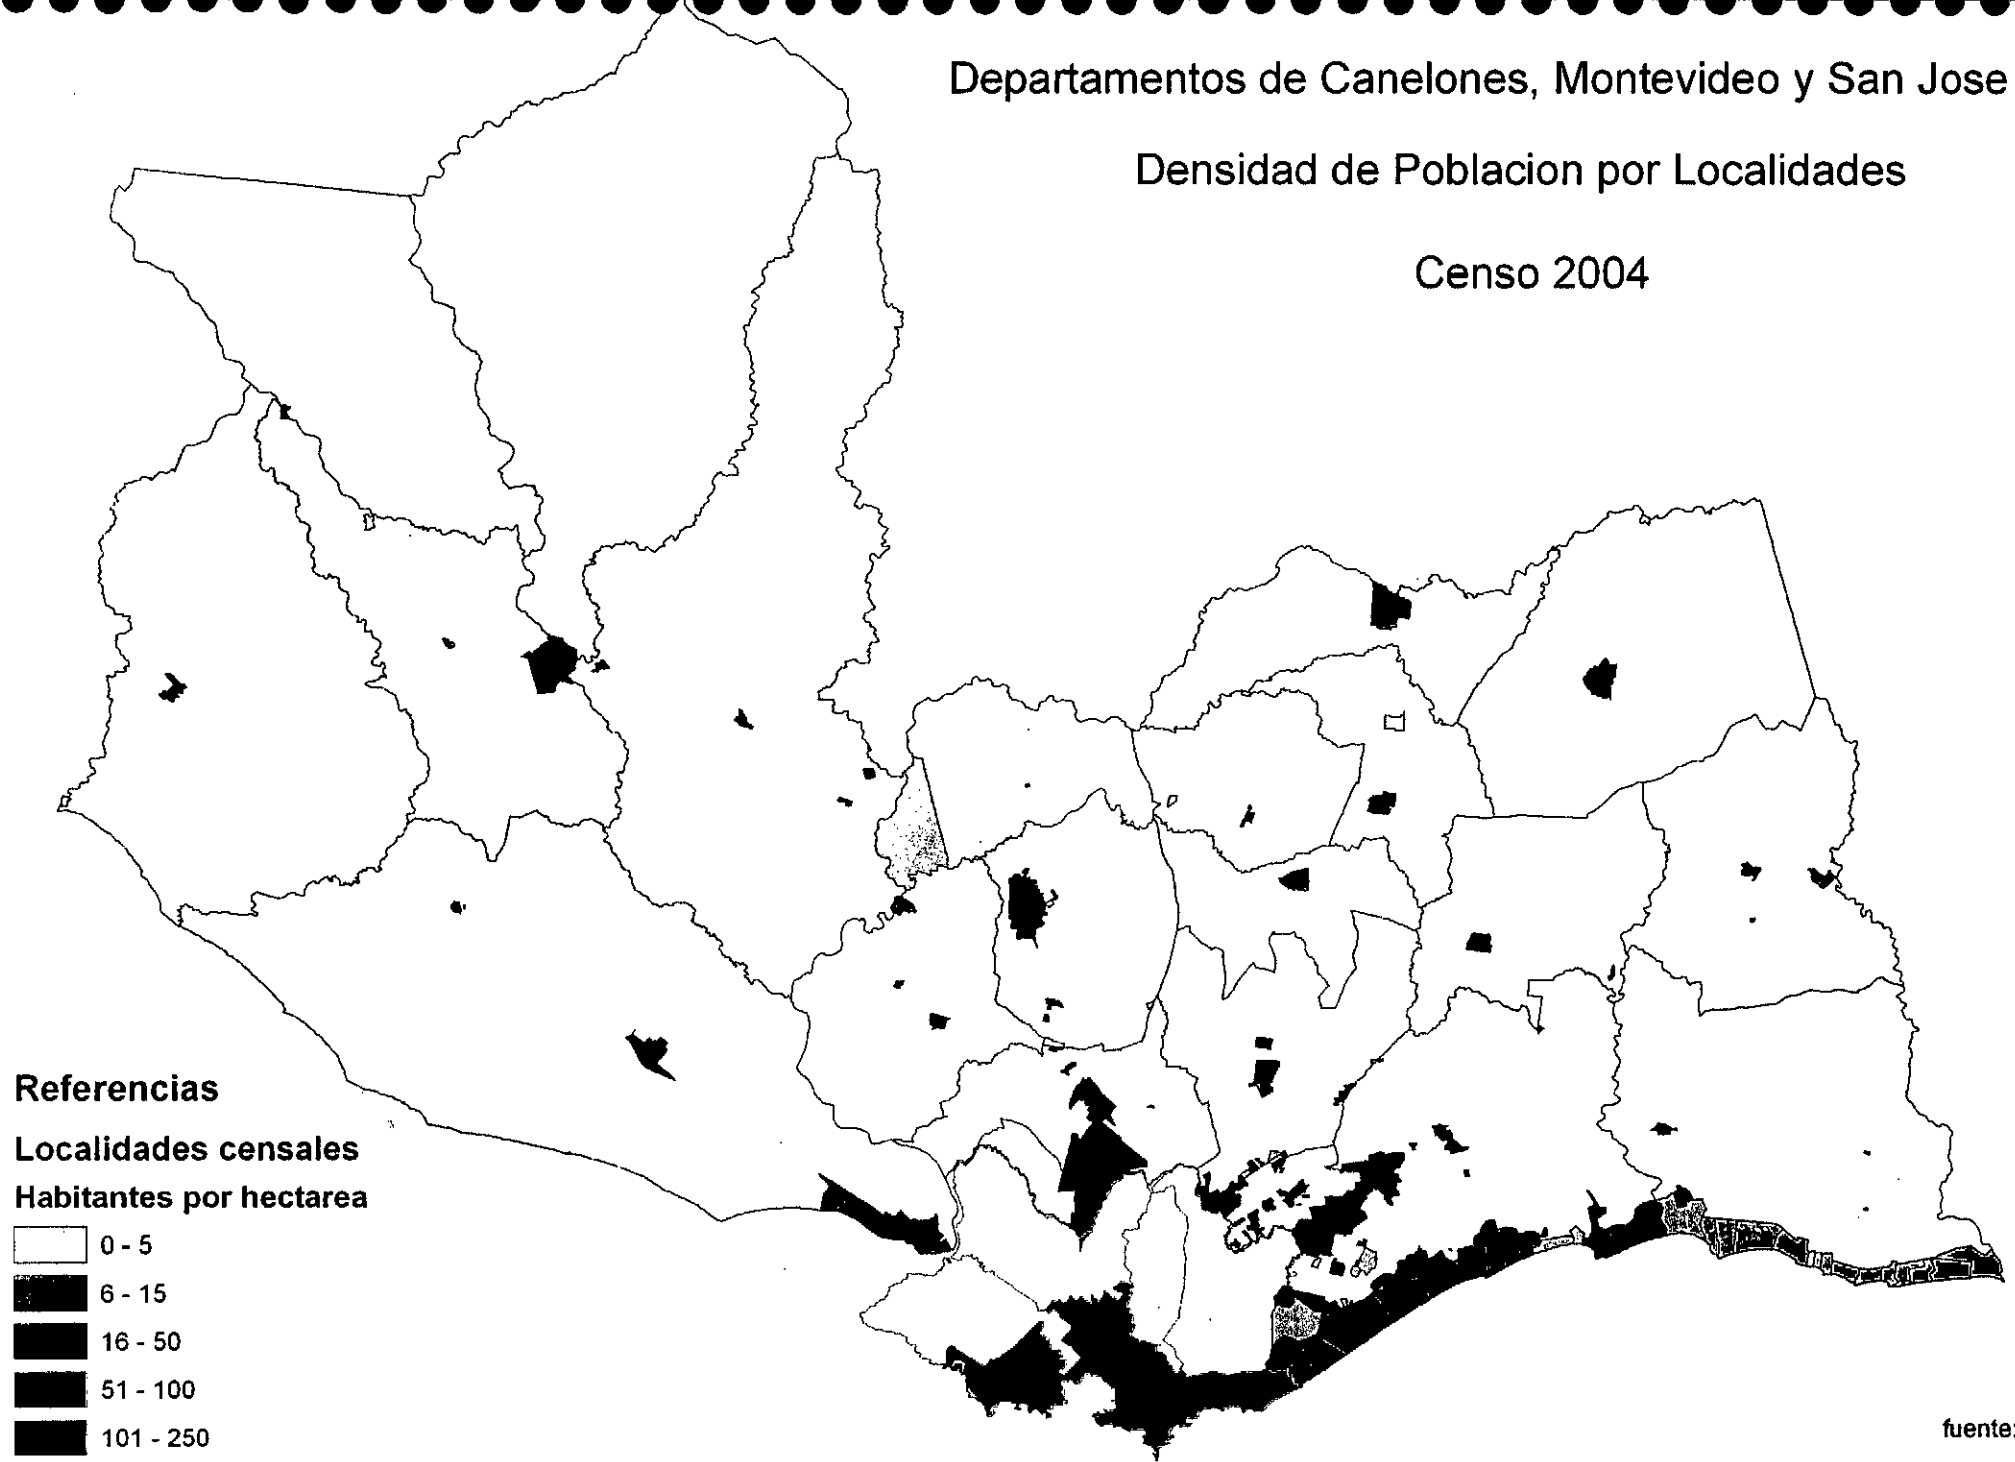 Departamentos de Canelones, Montevideo y San Jose
Densidad de Poblacion por Localidades
Censo 2004
Referencias
Localidades censales
Habitantes por hectarea
0 - 5
6 - 15
16 - 50
51 - 100
101 - 250
fuente: